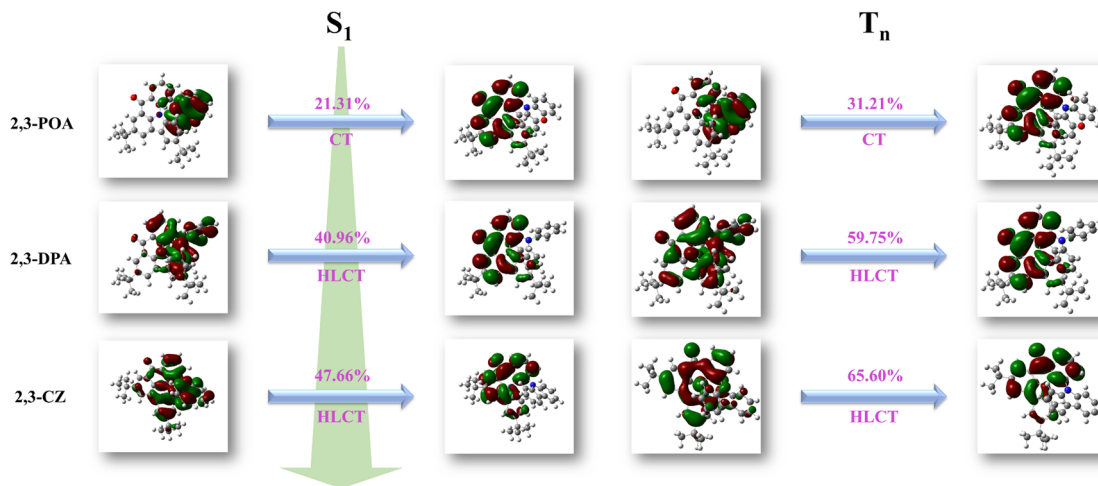 S1 Tn
2,3-POA 21.31% 31.21%
CT CT
2,3-DPA 40.96% 59.75%
HLCT HLCT
2,3-CZ 47.66% 65.60%
HLCT HLCT